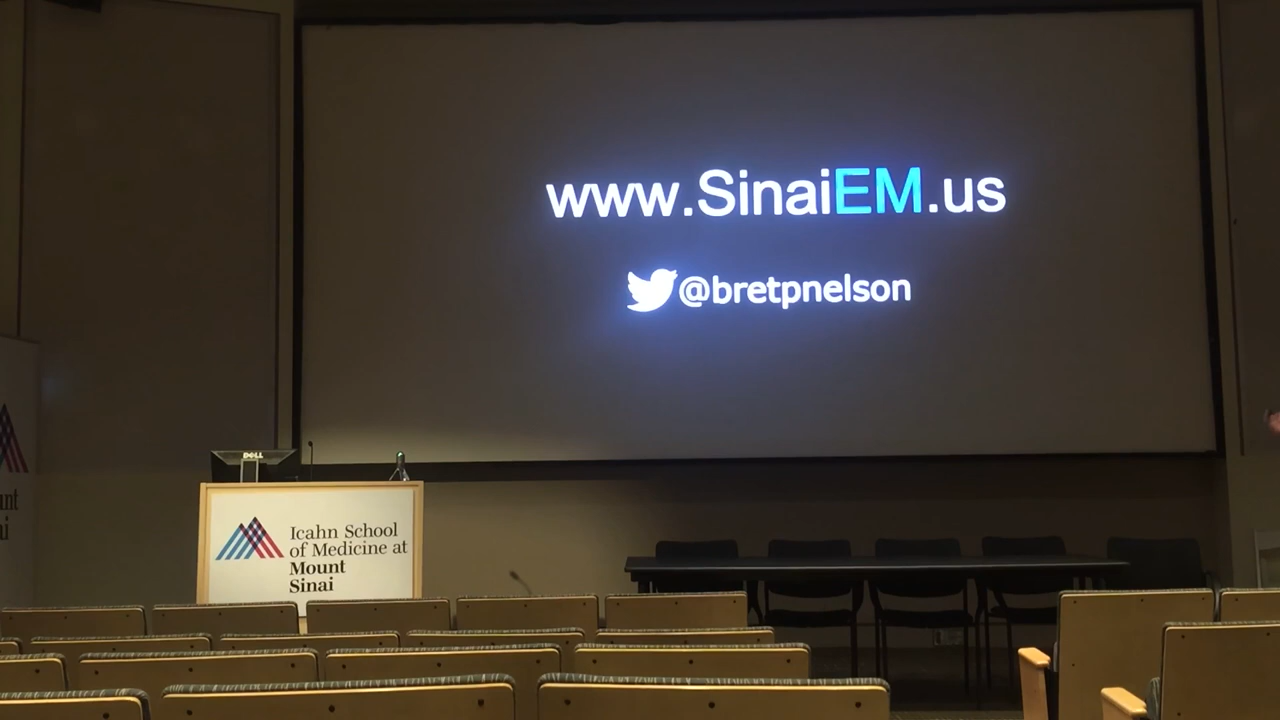 www.SinaiEM.us
@bretpnelson
DELL
Icahn School
of Medicine at
Mount
Sinai